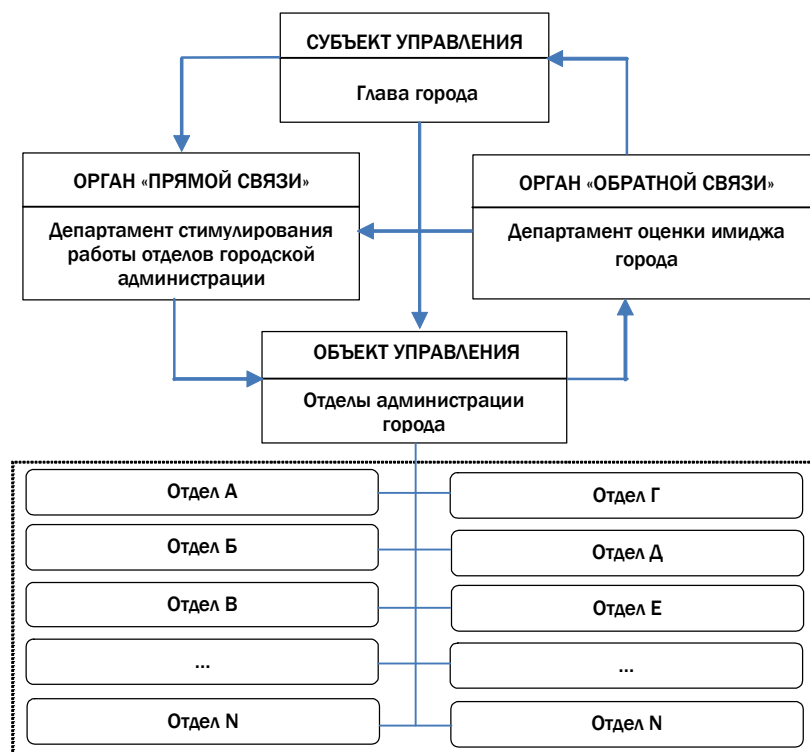 СУБЪЕКТ УПРАВЛЕНИЯ
Глава города
ОРГАН «ПРЯМОЙ СВЯЗИ»
Департамент стимулирования
работы отделов городской
администрации
ОРГАН «ОБРАТНОЙ СВЯЗИ»
Департамент оценки имиджа
города
ОБЪЕКТ УПРАВЛЕНИЯ
Отделы администрации
города
Отдел А
Отдел Г
Отдел Б
Отдел Д
Отдел В
Отдел Е
...
...
Отдел N
Отдел N